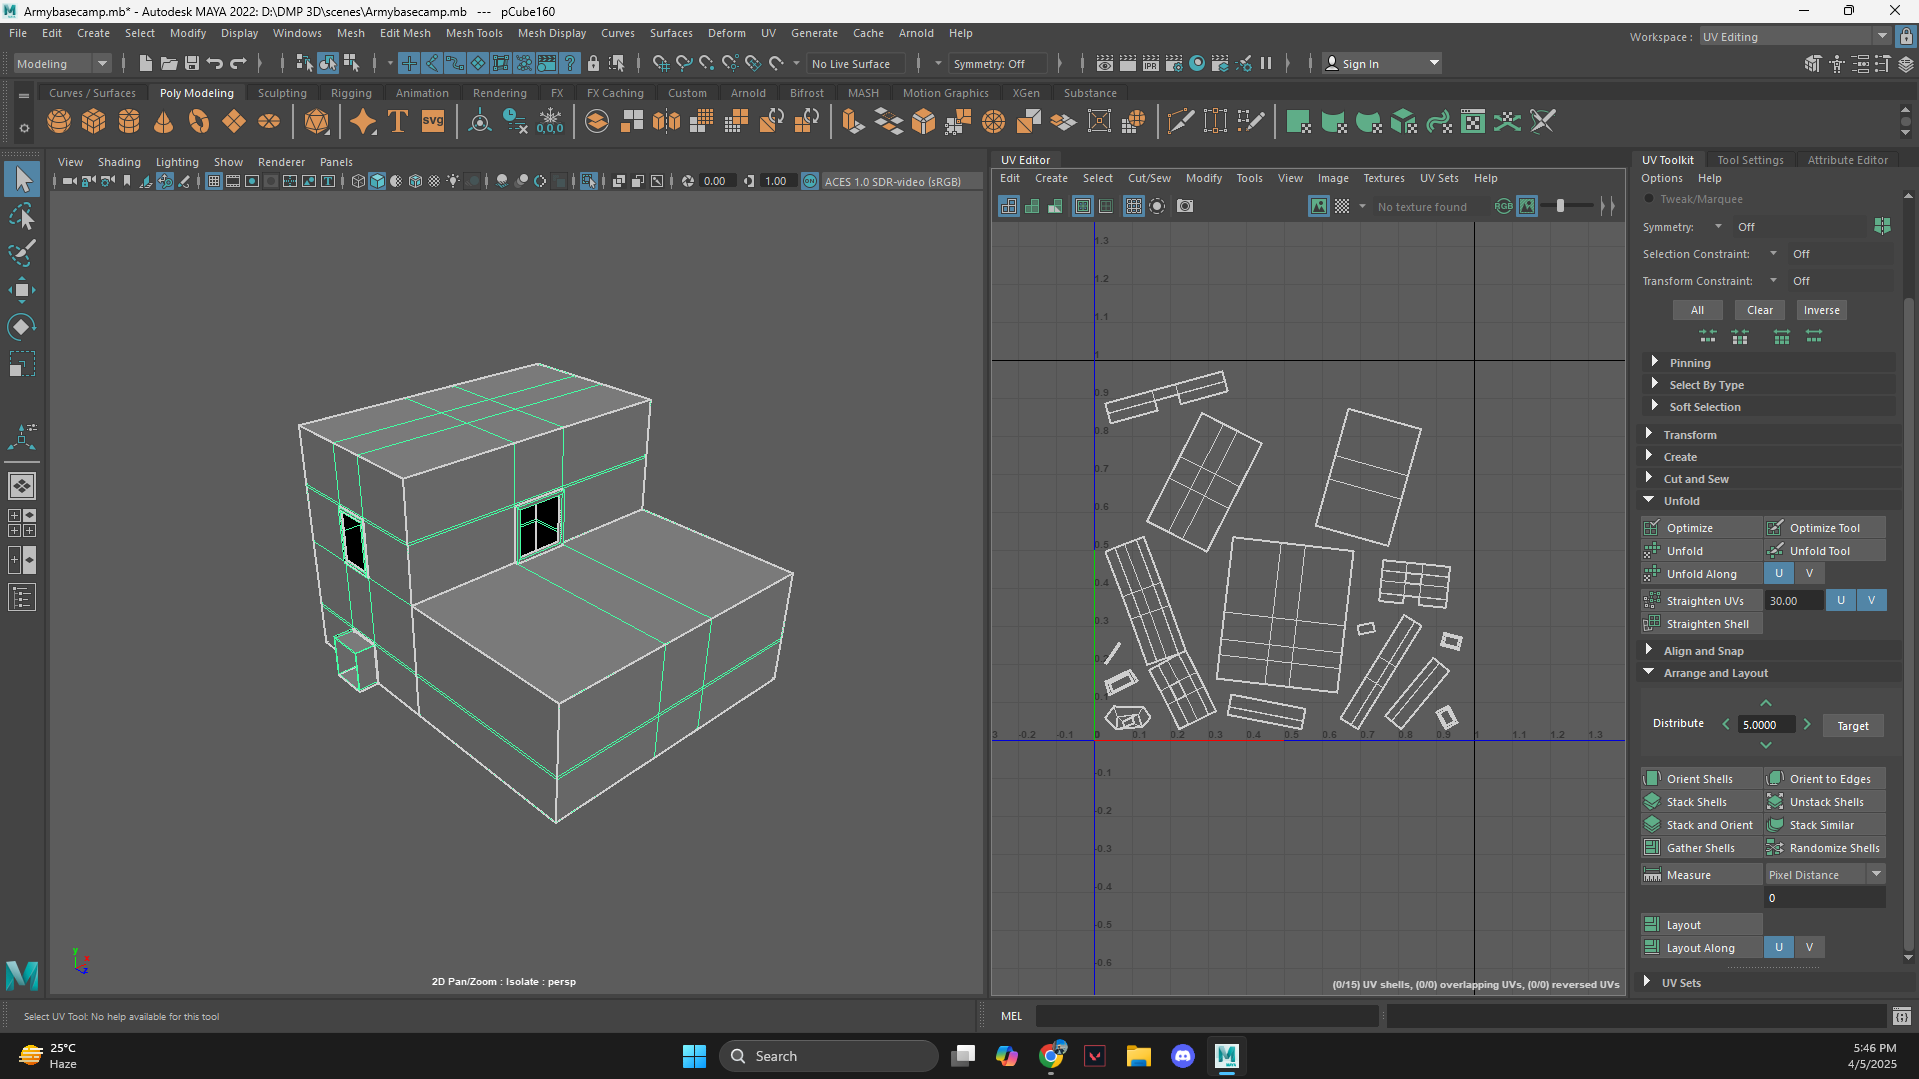 Armybasecamp.mb* - Autodesk MAYA 2022: D:\DMP 3D\scenes\Armybasecamp.mb --- pCube160
File Edit Create Select Modify Display Windows Mesh Edit Mesh Mesh Tools Mesh Display Curves Surfaces Deform UV Generate Cache Arnold Help
Workspace : UV Editing
Modeling No Live Surface Symmetry: Off Sign In
Curves / Surfaces Poly Modeling Sculpting Rigging Animation Rendering FX FX Caching Custom Arnold Bifrost MASH Motion Graphics XGen Substance
View Shading Lighting Show Renderer Panels
0.00 1.00 ACES 1.0 SDR-video (sRGB)
2D Pan/Zoom : Isolate : persp
UV Editor
Edit Create Select Cut/Sew Modify Tools View Image Textures UV Sets Help
No texture found
1.3
1.2
1.1
1
0.9
0.8
0.7
0.6
0.5
0.4
0.3
0.2
0.1
3 -0.2 -0.1 0 0.1 0.2 0.3 0.4 0.5 0.6 0.7 0.8 0.9 1 1.1 1.2 1.3
-0.1
-0.2
-0.3
-0.4
-0.5
-0.6
(0/15) UV shells, (0/0) overlapping UVs, (0/0) reversed UVs
UV Toolkit Tool Settings Attribute Editor
Options Help
Tweak/Marquee
Symmetry: Off
Selection Constraint: Off
Transform Constraint: Off
All Clear Inverse
Pinning
Select By Type
Soft Selection
Transform
Create
Cut and Sew
Unfold
Optimize Optimize Tool
Unfold Unfold Tool
Unfold Along U V
Straighten UVs 30.00 U V
Straighten Shell
Align and Snap
Arrange and Layout
Distribute 5.0000 Target
Orient Shells Orient to Edges
Stack Shells Unstack Shells
Stack and Orient Stack Similar
Gather Shells Randomize Shells
Measure Pixel Distance
0
Layout
Layout Along U V
UV Sets
Select UV Tool: No help available for this tool
MEL
25°C
Haze
Search
5:46 PM
4/5/2025